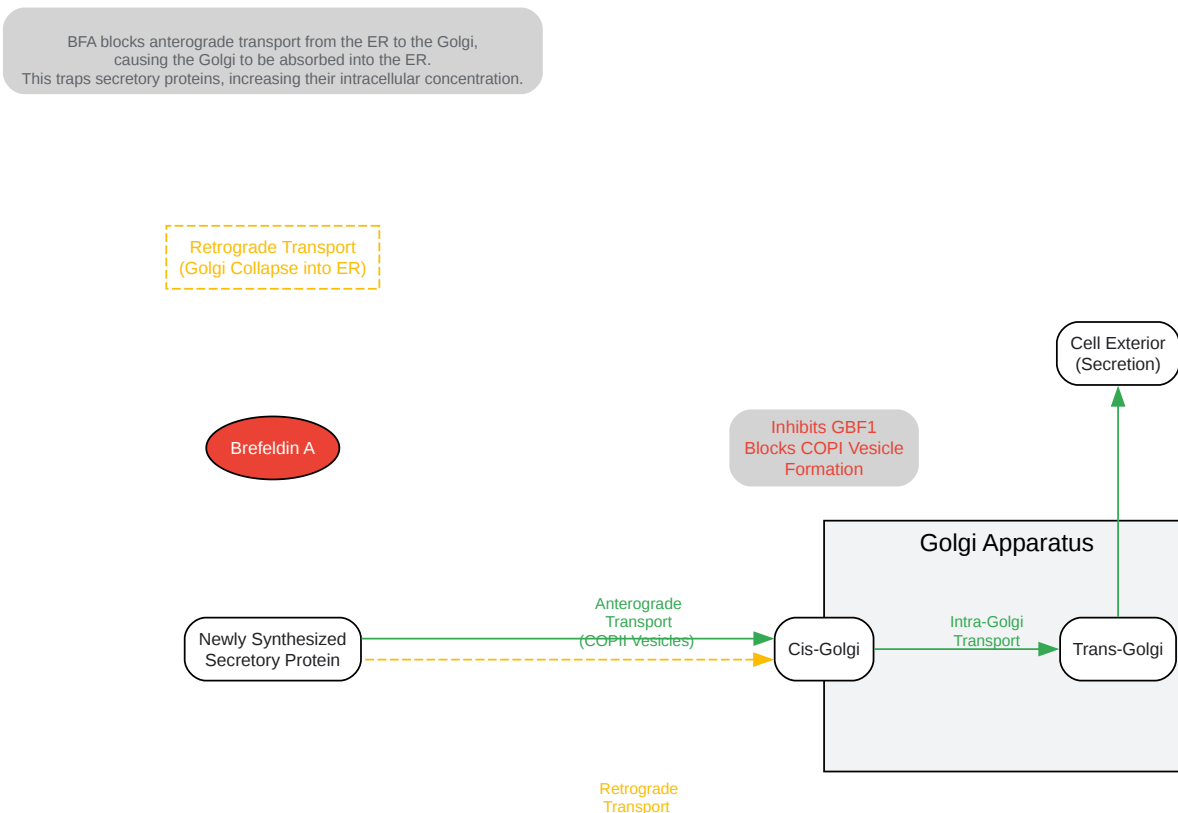 BFA blocks anterograde transport from the ER to the Golgi,
causing the Golgi to be absorbed into the ER.
This traps secretory proteins, increasing their intracellular concentration.
Retrograde Transport
(Golgi Collapse into ER)
Cell Exterior
(Secretion)
Brefeldin A
Inhibits GBF1
Blocks COPI Vesicle
Formation
Golgi Apparatus
Anterograde
Transport
(COPII Vesicles)
Newly Synthesized
Secretory Protein
Cis-Golgi
Intra-Golgi
Transport
Trans-Golgi
Retrograde
Transport